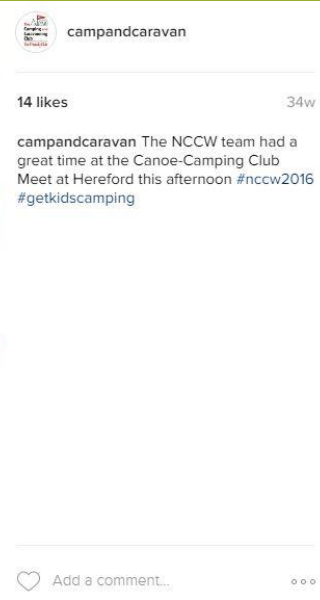 campandcaravan
14 likes 34w
campandcaravan The NCCW team had a
great time at the Canoe-Camping Club
Meet at Hereford this afternoon #nccw2016
#getkidscamping
Add a comment...